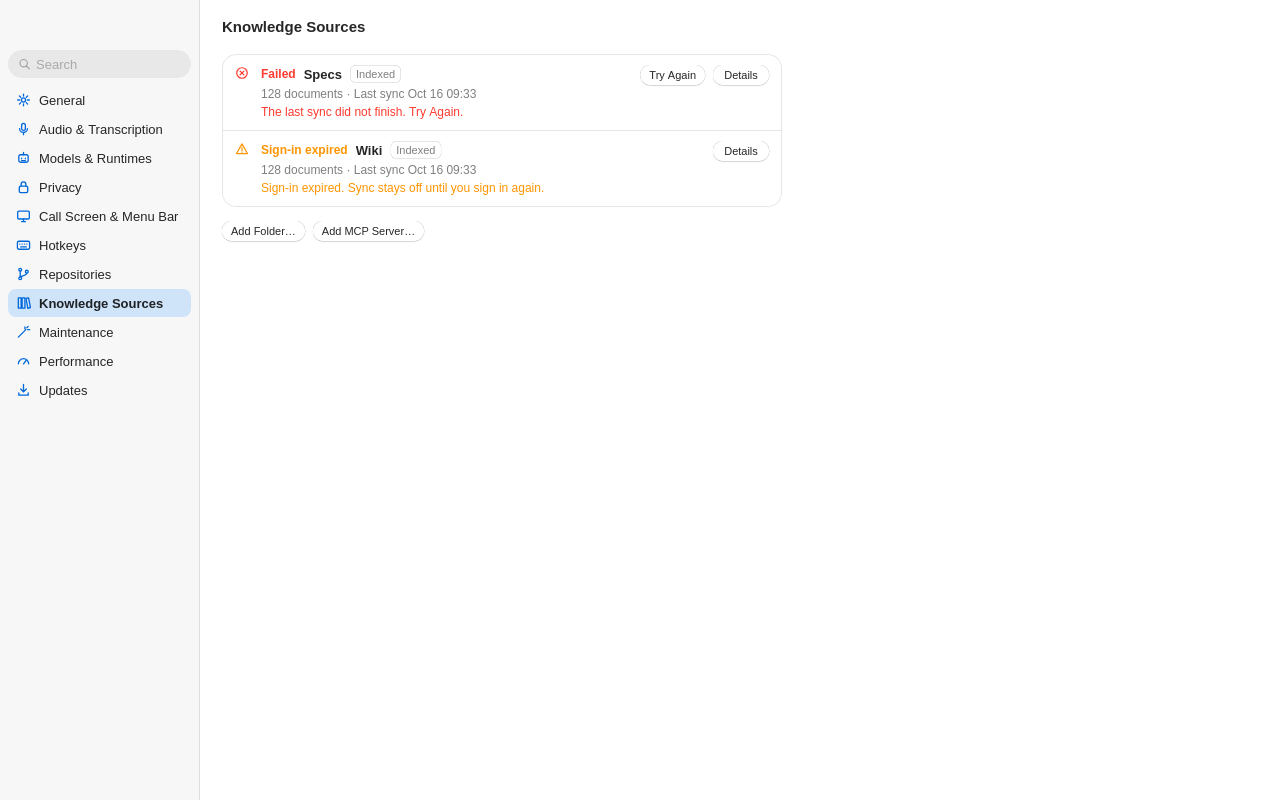 Knowledge Sources
Search
General
Audio & Transcription
Models & Runtimes
Privacy
Call Screen & Menu Bar
Hotkeys
Repositories
Knowledge Sources
Maintenance
Performance
Updates
Failed Specs Indexed Try Again Details
128 documents · Last sync Oct 16 09:33
The last sync did not finish. Try Again.
Sign-in expired Wiki Indexed Details
128 documents · Last sync Oct 16 09:33
Sign-in expired. Sync stays off until you sign in again.
Add Folder… Add MCP Server…